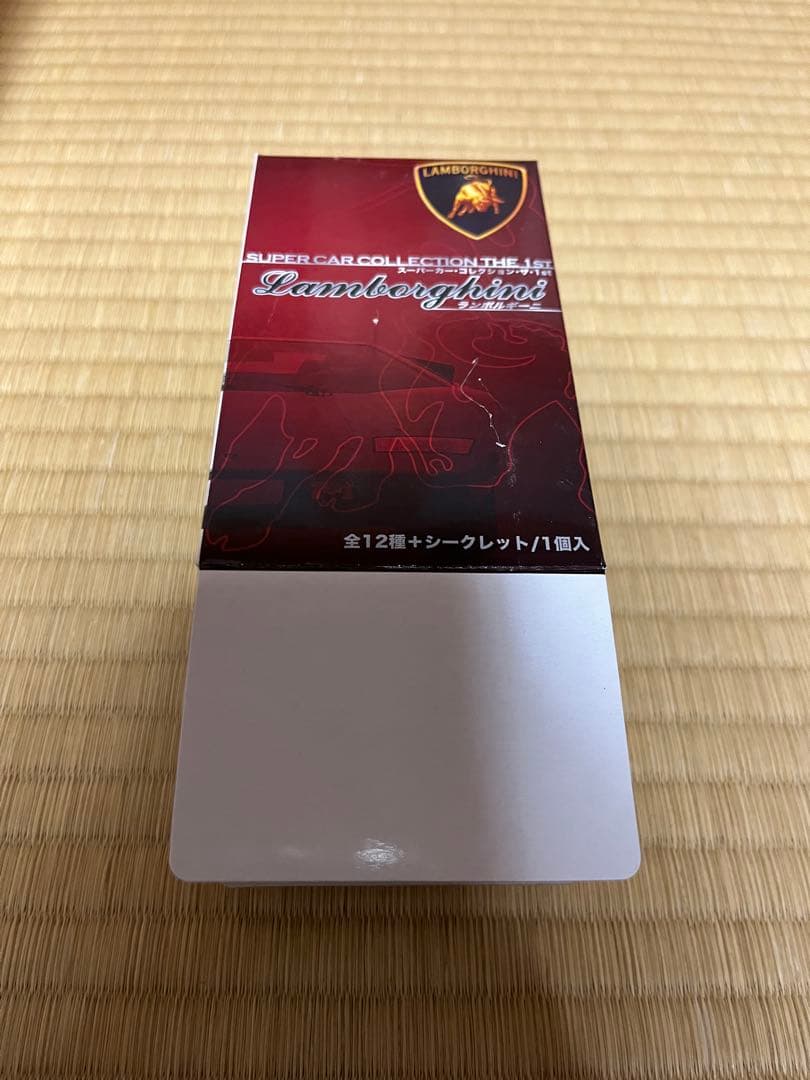 LAMBORGHINI
SUPER CAR COLLECTION THE 1ST
スーパーカー・コレクション・ザ・1st
Lamborghini
ランボルギーニ
全12種+シークレット/1個入